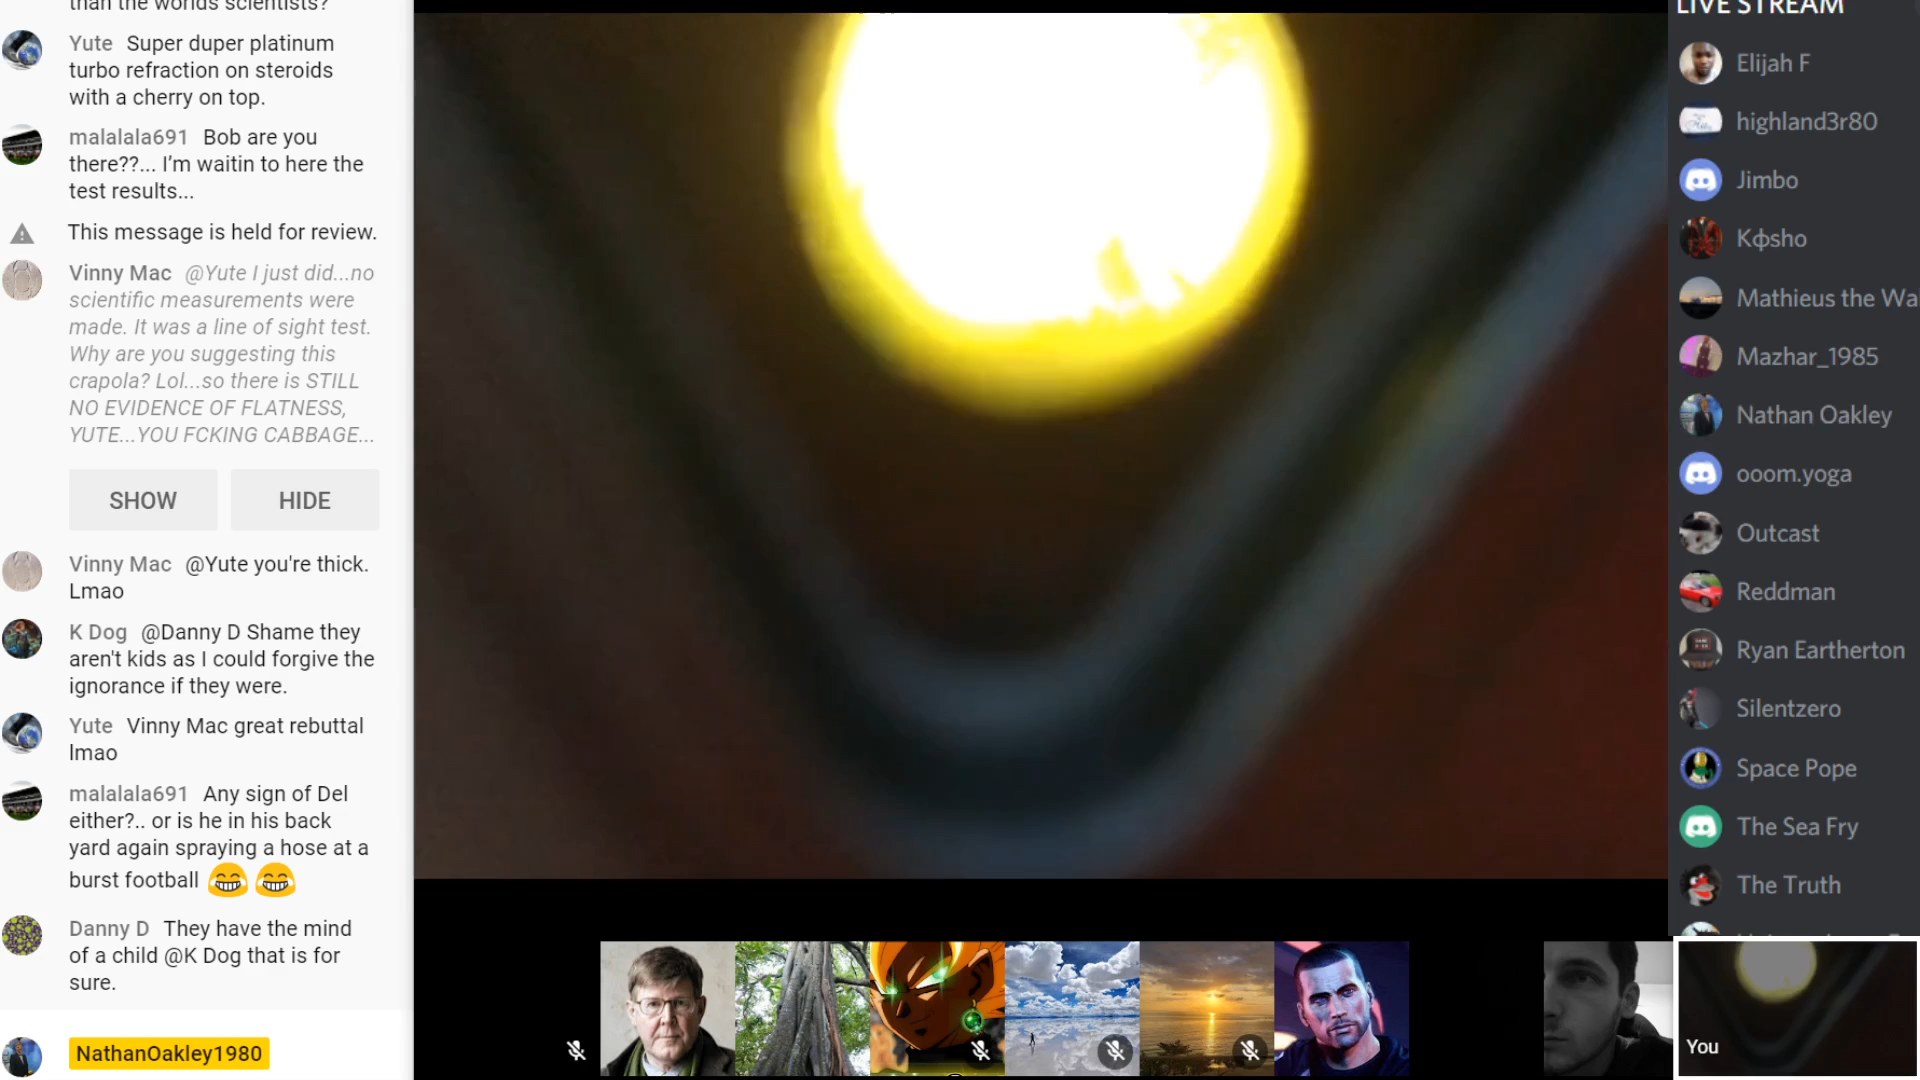 than the worlds scientists?
Yute Super duper platinum
turbo refraction on steroids
with a cherry on top.
malalala691 Bob are you
there??... I’m waitin to here the
test results...
This message is held for review.
Vinny Mac @Yute I just did...no
scientific measurements were
made. It was a line of sight test.
Why are you suggesting this
crapola? Lol...so there is STILL
NO EVIDENCE OF FLATNESS,
YUTE...YOU FCKING CABBAGE...
SHOW HIDE
Vinny Mac @Yute you're thick.
Lmao
K Dog @Danny D Shame they
aren't kids as I could forgive the
ignorance if they were.
Yute Vinny Mac great rebuttal
lmao
malalala691 Any sign of Del
either?.. or is he in his back
yard again spraying a hose at a
burst football 😂 😂
Danny D They have the mind
of a child @K Dog that is for
sure.
NathanOakley1980
LIVE STREAM
Elijah F
highland3r80
Jimbo
Kфsho
Mathieus the Wa
Mazhar_1985
Nathan Oakley
ooom.yoga
Outcast
Reddman
Ryan Eartherton
Silentzero
Space Pope
The Sea Fry
The Truth
You